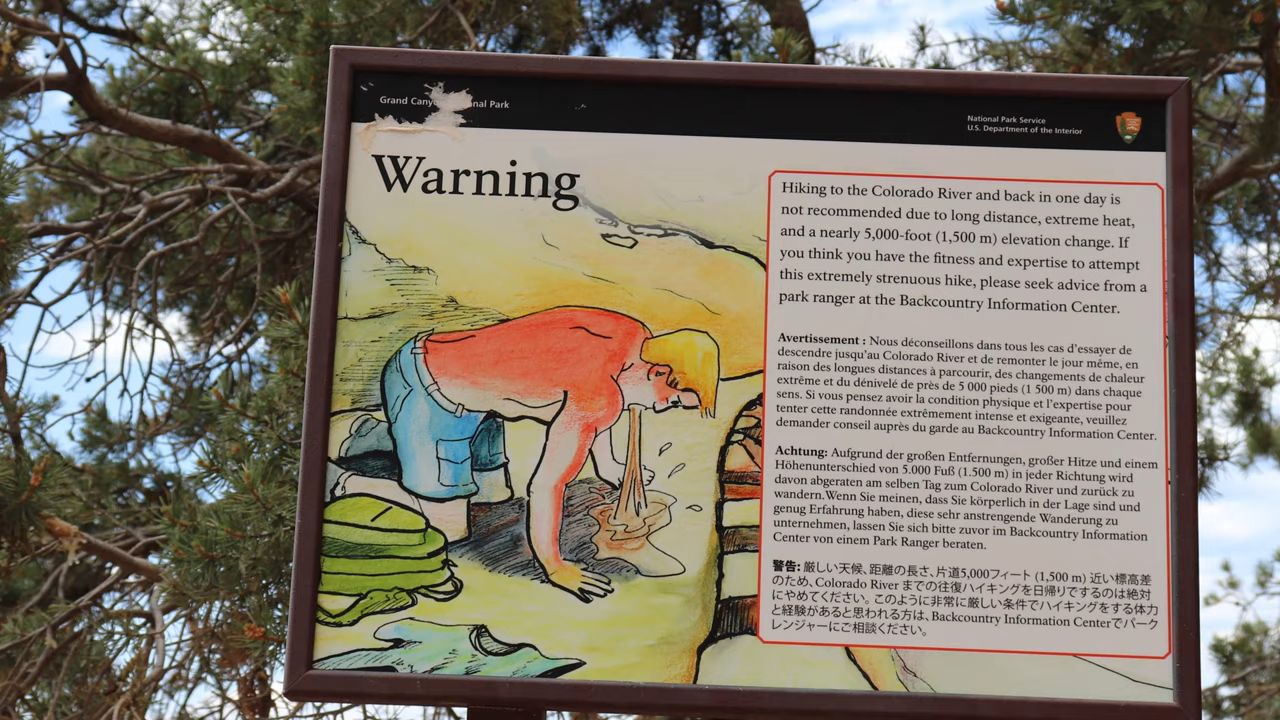 Grand Canyon National Park
National Park Service
U.S. Department of the Interior
Warning
Hiking to the Colorado River and back in one day is
not recommended due to long distance, extreme heat,
and a nearly 5,000-foot (1,500 m) elevation change. If
you think you have the fitness and expertise to attempt
this extremely strenuous hike, please seek advice from a
park ranger at the Backcountry Information Center.
Avertissement : Nous déconseillons dans tous les cas d'essayer de
descendre jusqu'au Colorado River et de remonter le jour même, en
raison des longues distances à parcourir, des changements de chaleur
extrême et du dénivelé de près de 5 000 pieds (1 500 m) dans chaque
sens. Si vous pensez avoir la condition physique et l'expertise pour
tenter cette randonnée extrêmement intense et exigeante, veuillez
demander conseil auprès du garde au Backcountry Information Center.
Achtung: Aufgrund der großen Entfernungen, großer Hitze und einem
Höhenunterschied von 5.000 Fuß (1.500 m) in jeder Richtung wird
davon abgeraten am selben Tag zum Colorado River und zurück zu
wandern.Wenn Sie meinen, dass Sie körperlich in der Lage sind und
genug Erfahrung haben, diese sehr anstrengende Wanderung zu
unternehmen, lassen Sie sich bitte zuvor im Backcountry Information
Center von einem Park Ranger beraten.
警告: 厳しい天候、距離の長さ、片道5,000フィート (1,500 m) 近い標高差
のため、Colorado River までの往復ハイキングを日帰りでするのは絶対
にやめてください。このように非常に厳しい条件でハイキングをする体力
と経験があると思われる方は、Backcountry Information Centerでパーク
レンジャーにご相談ください。